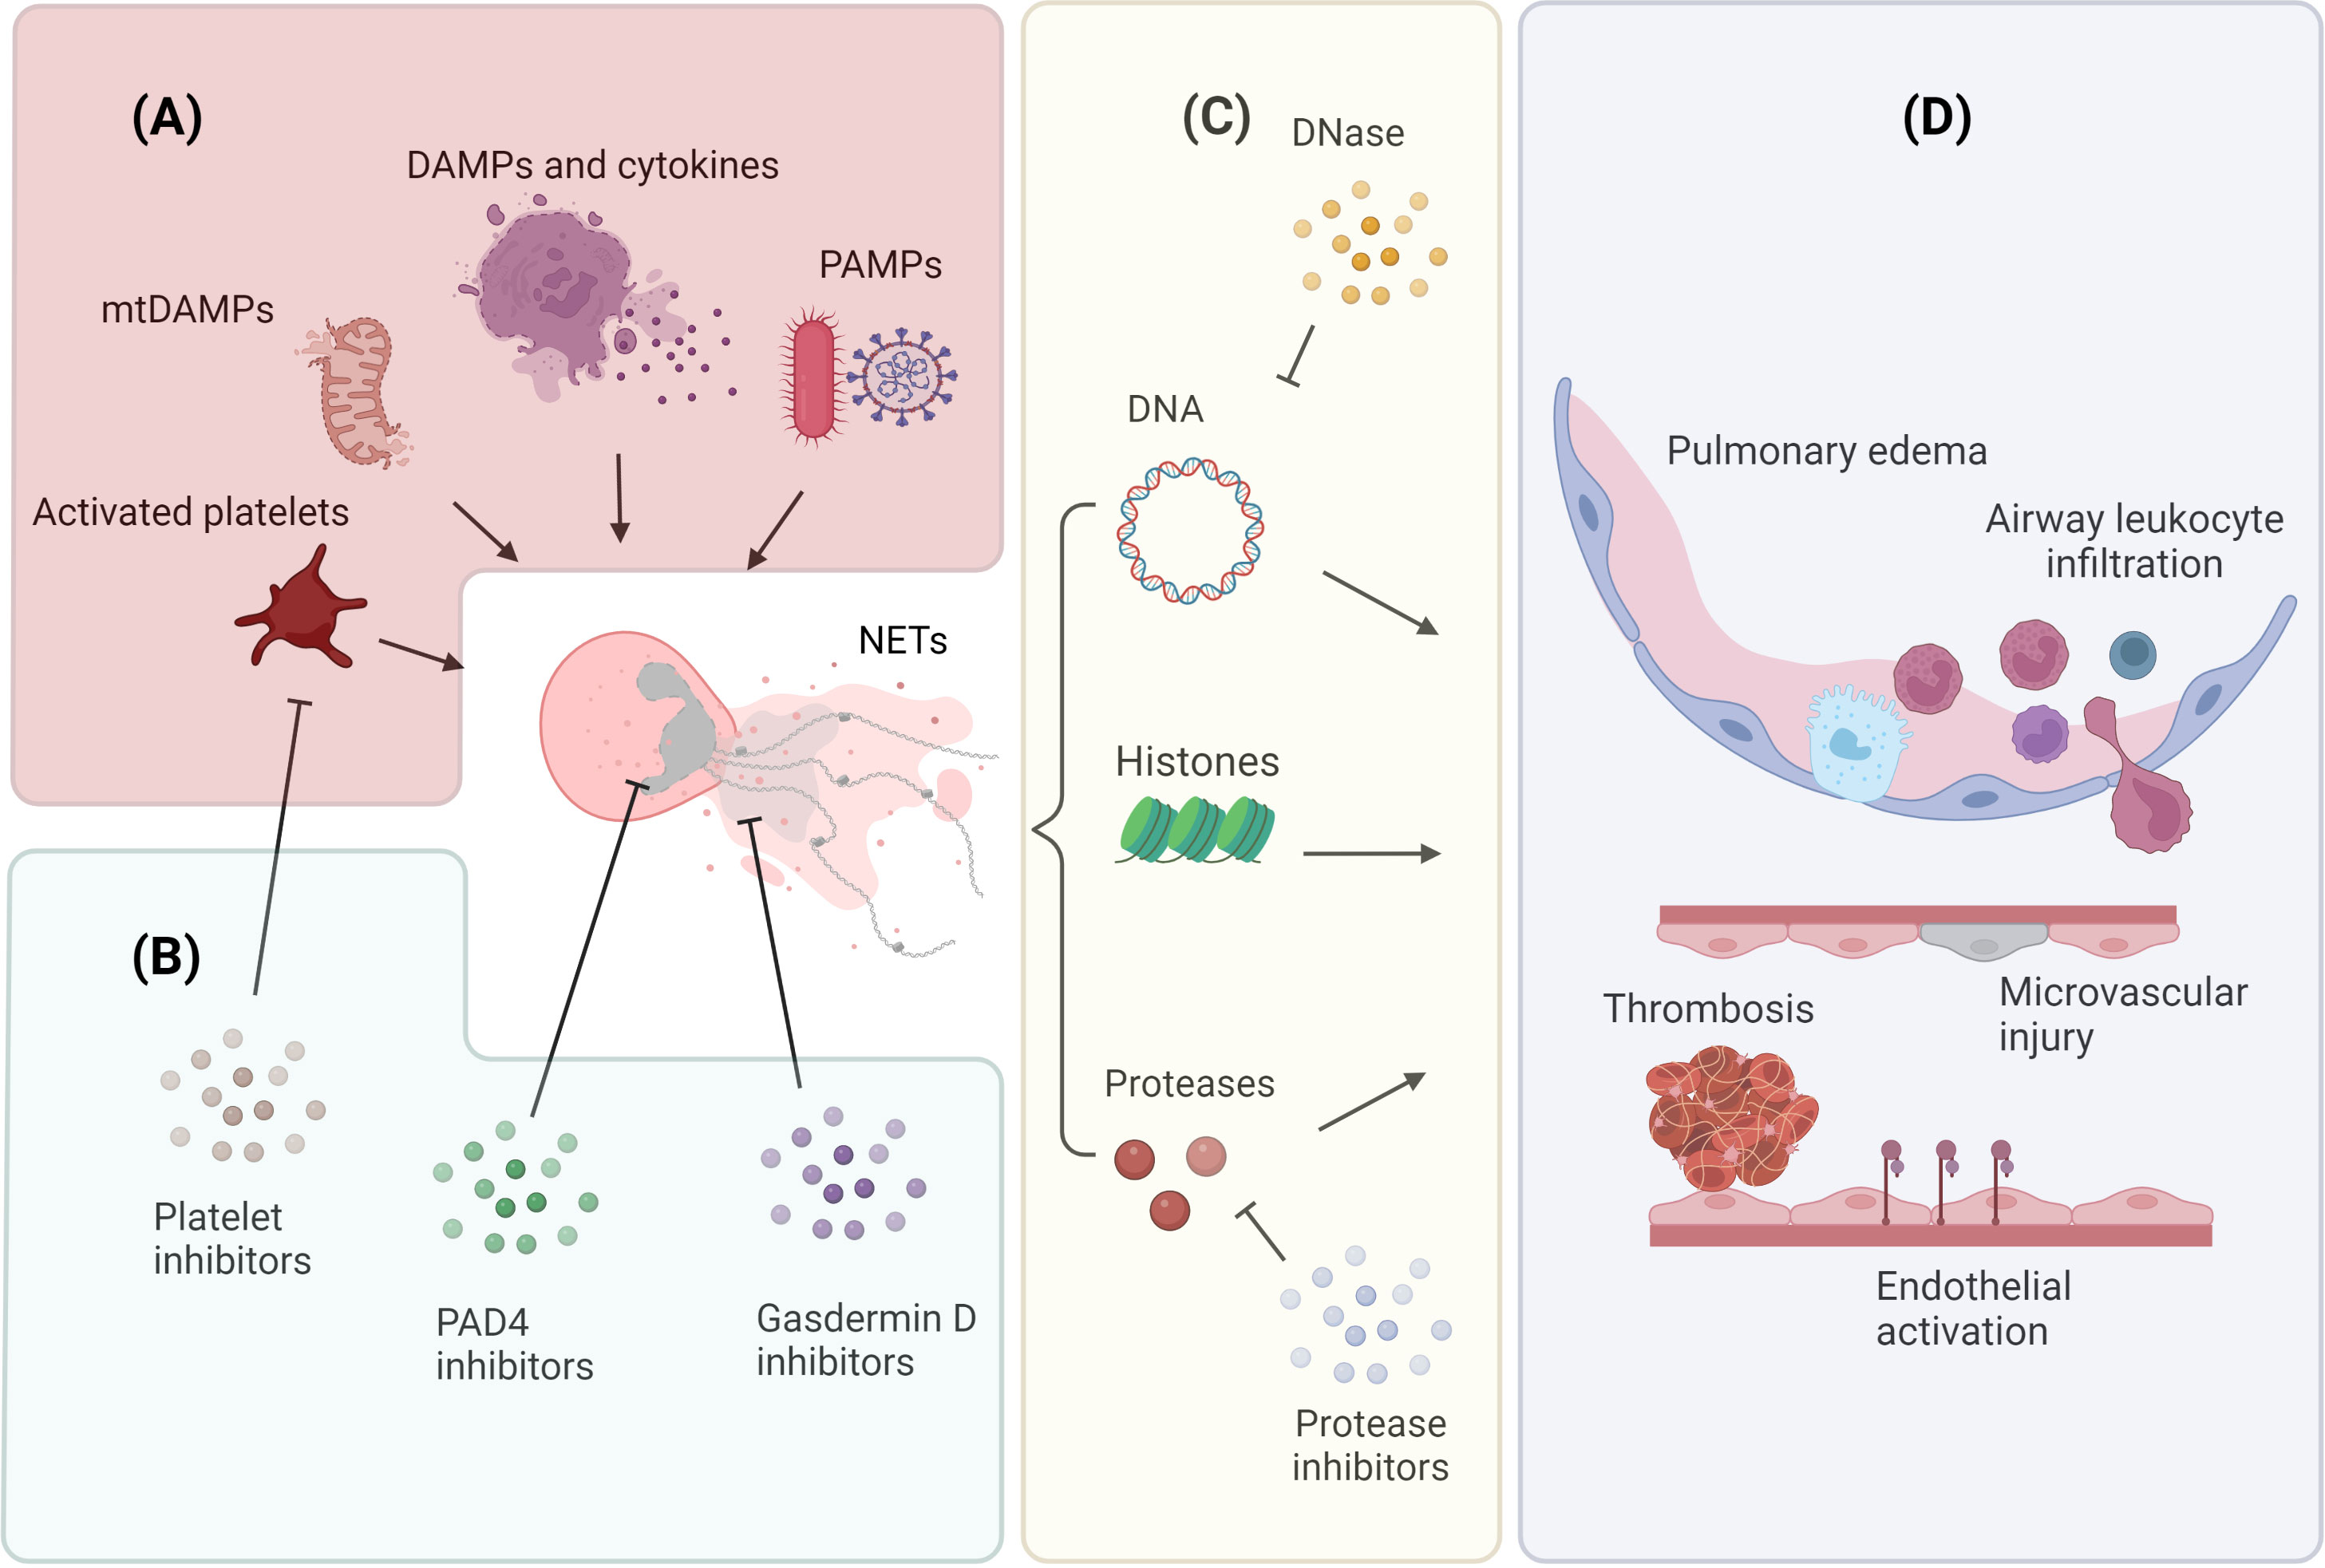 (A)
DAMPs and cytokines
PAMPs
mtDAMPs
Activated platelets
NETs
(B)
Platelet
inhibitors
PAD4
inhibitors
Gasdermin D
inhibitors
(C)
DNase
DNA
Histones
Proteases
Protease
inhibitors
(D)
Pulmonary edema
Airway leukocyte
infiltration
Microvascular
injury
Thrombosis
Endothelial
activation